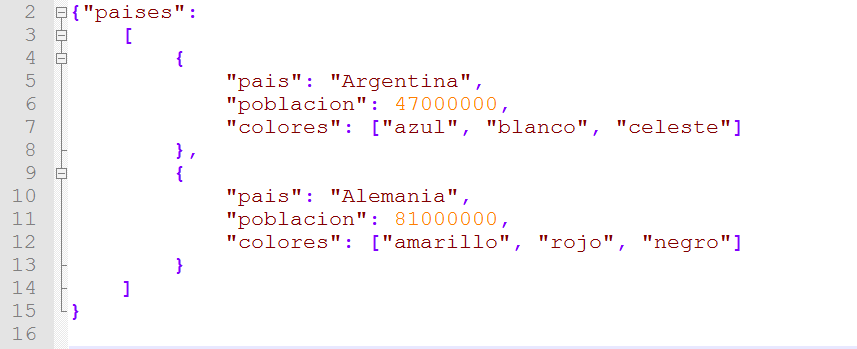 2 {"paises":
3 [
4 {
5 "pais": "Argentina",
6 "poblacion": 47000000,
7 "colores": ["azul", "blanco", "celeste"]
8 },
9 {
10 "pais": "Alemania",
11 "poblacion": 81000000,
12 "colores": ["amarillo", "rojo", "negro"]
13 }
14 ]
15 }
16